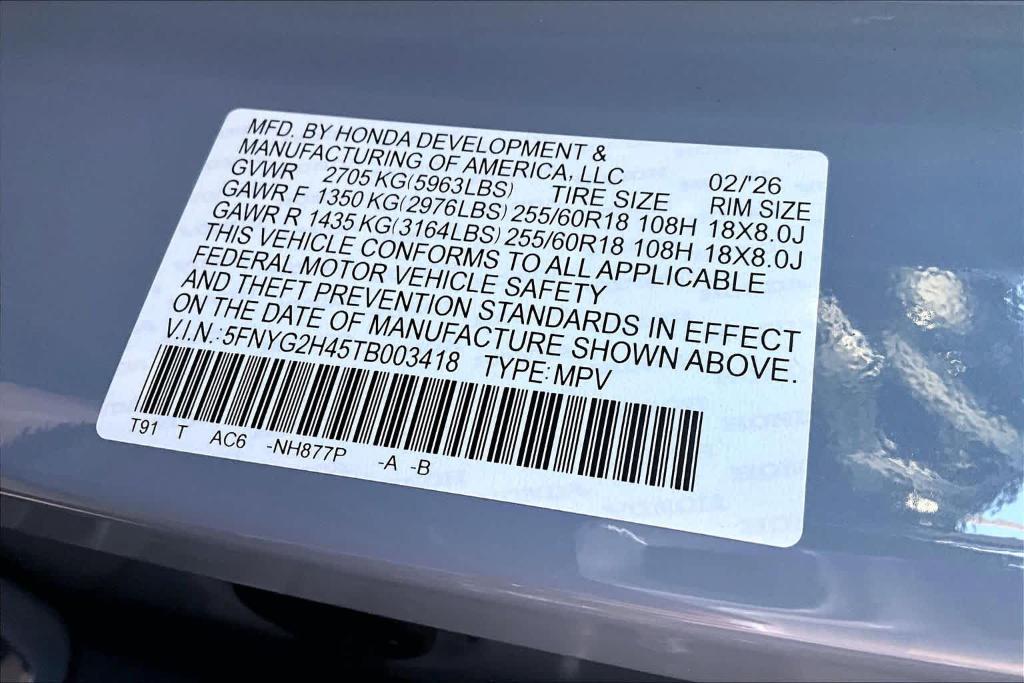 MFD. BY HONDA DEVELOPMENT &
MANUFACTURING OF AMERICA, LLC 02/'26
GVWR 2705 KG(5963LBS) TIRE SIZE RIM SIZE
GAWR F 1350 KG(2976LBS) 255/60R18 108H 18X8.0J
GAWR R 1435 KG(3164LBS) 255/60R18 108H 18X8.0J
THIS VEHICLE CONFORMS TO ALL APPLICABLE
FEDERAL MOTOR VEHICLE SAFETY
AND THEFT PREVENTION STANDARDS IN EFFECT
ON THE DATE OF MANUFACTURE SHOWN ABOVE.
V.I.N.:5FNYG2H45TB003418 TYPE:MPV
T91 T AC6 -NH877P -A -B